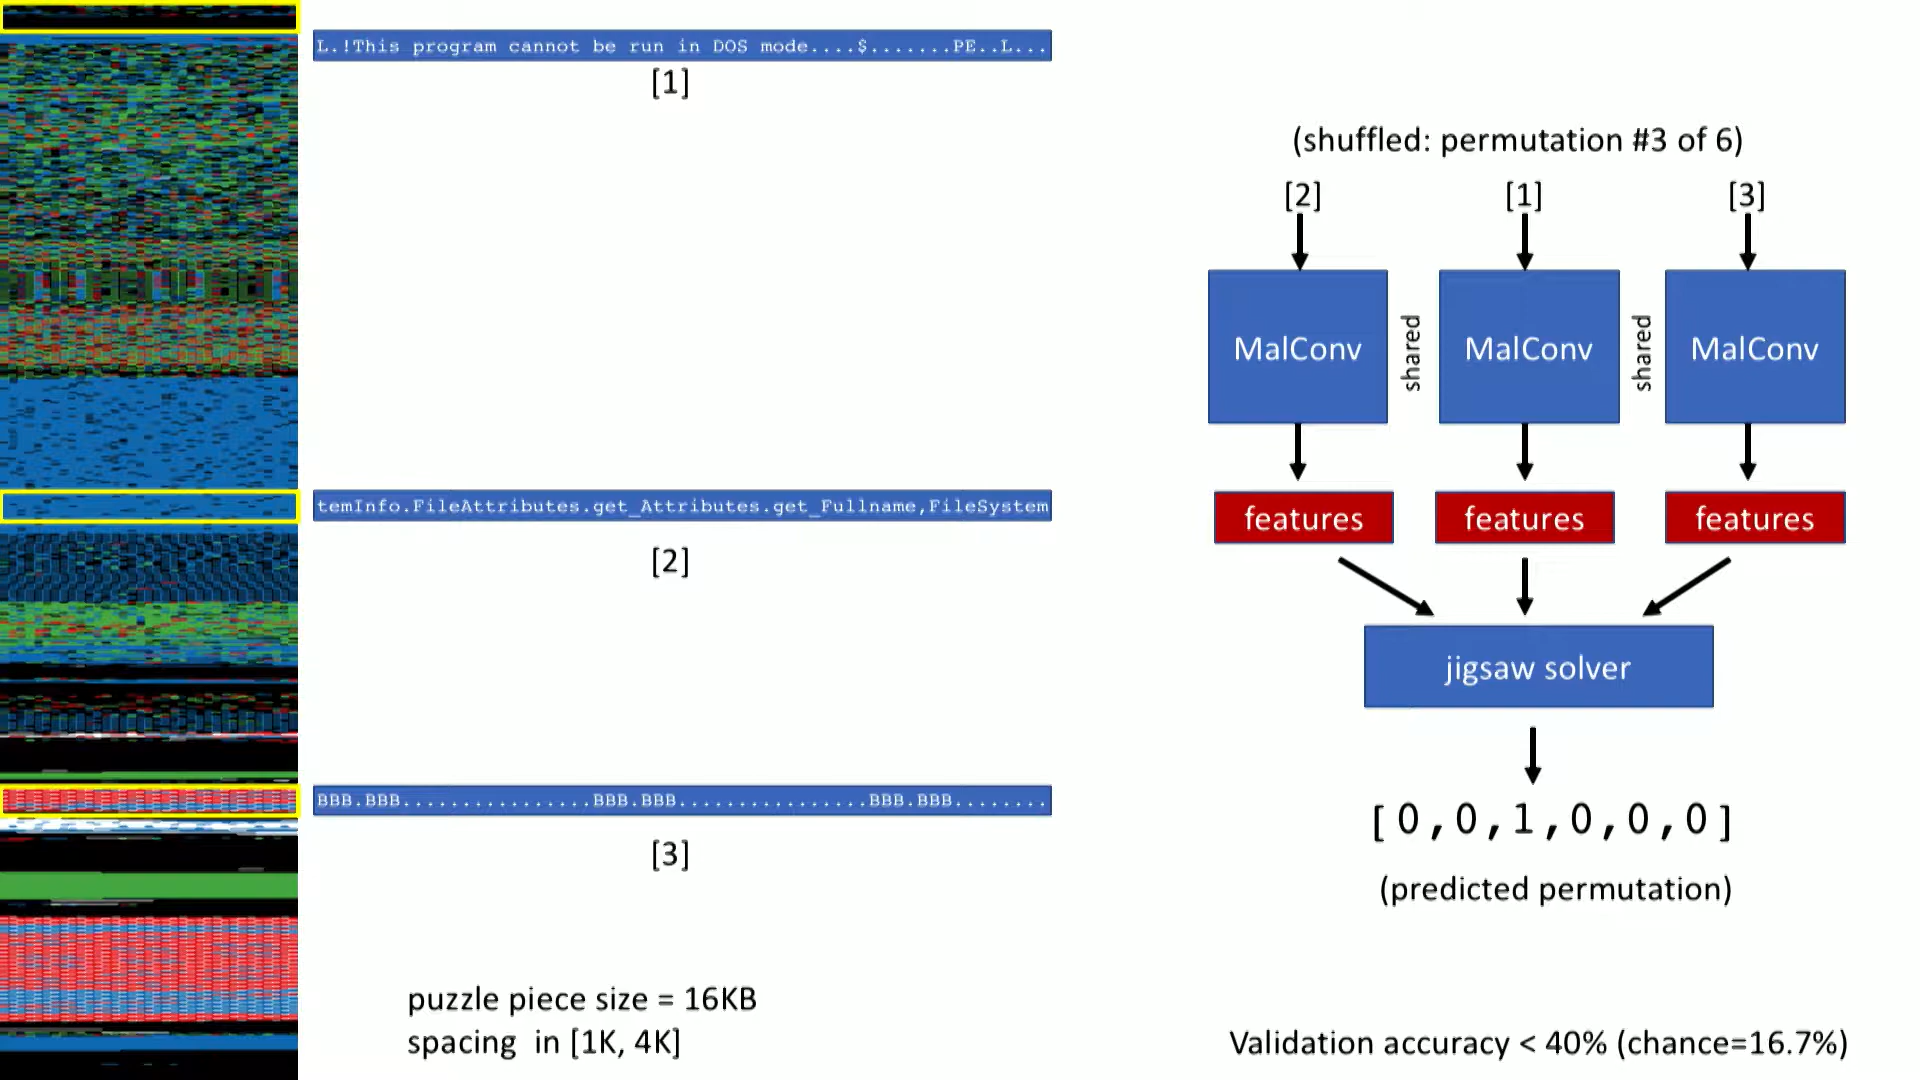 L.!This program cannot be run in DOS mode....$.......PE..L...
[1]
temInfo.FileAttributes.get_Attributes.get_Fullname,FileSystem
[2]
BBB.BBB................BBB.BBB................BBB.BBB........
[3]
puzzle piece size = 16KB
spacing in [1K, 4K]
(shuffled: permutation #3 of 6)
[2] [1] [3]
MalConv shared MalConv shared MalConv
features features features
jigsaw solver
[0,0,1,0,0,0]
(predicted permutation)
Validation accuracy < 40% (chance=16.7%)